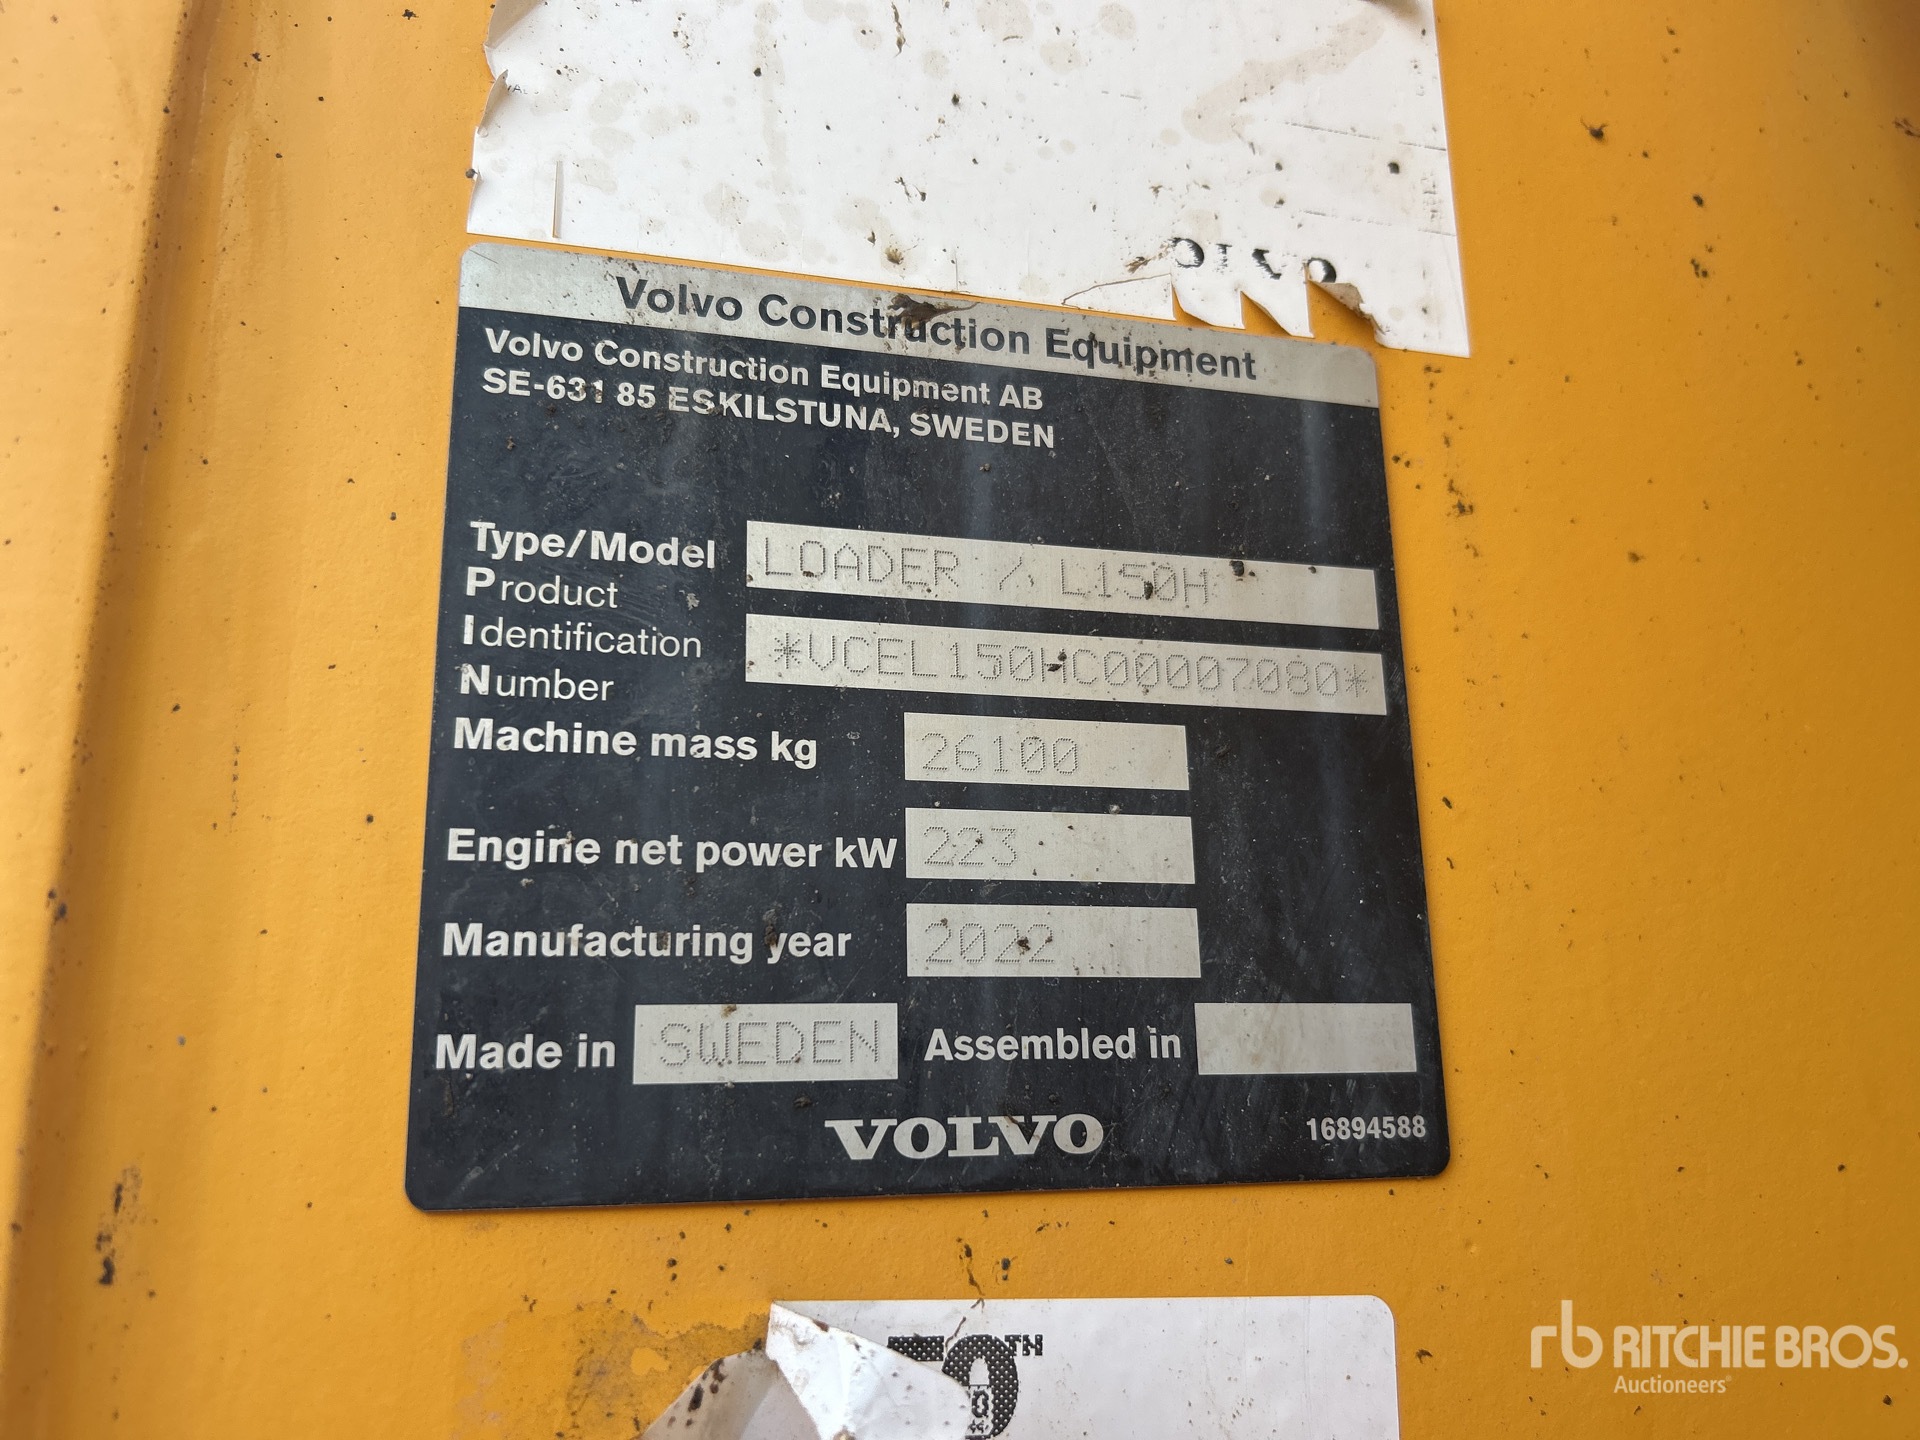 Volvo Construction Equipment
Volvo Construction Equipment AB
SE-631 85 ESKILSTUNA, SWEDEN
Type/Model LOADER / L150H
Product
Identification *VCEL150HC00007080*
Number
Machine mass kg 26100
Engine net power kW 223
Manufacturing year 2022
Made in SWEDEN Assembled in
VOLVO 16894588
TH
rb RITCHIE BROS.
Auctioneers